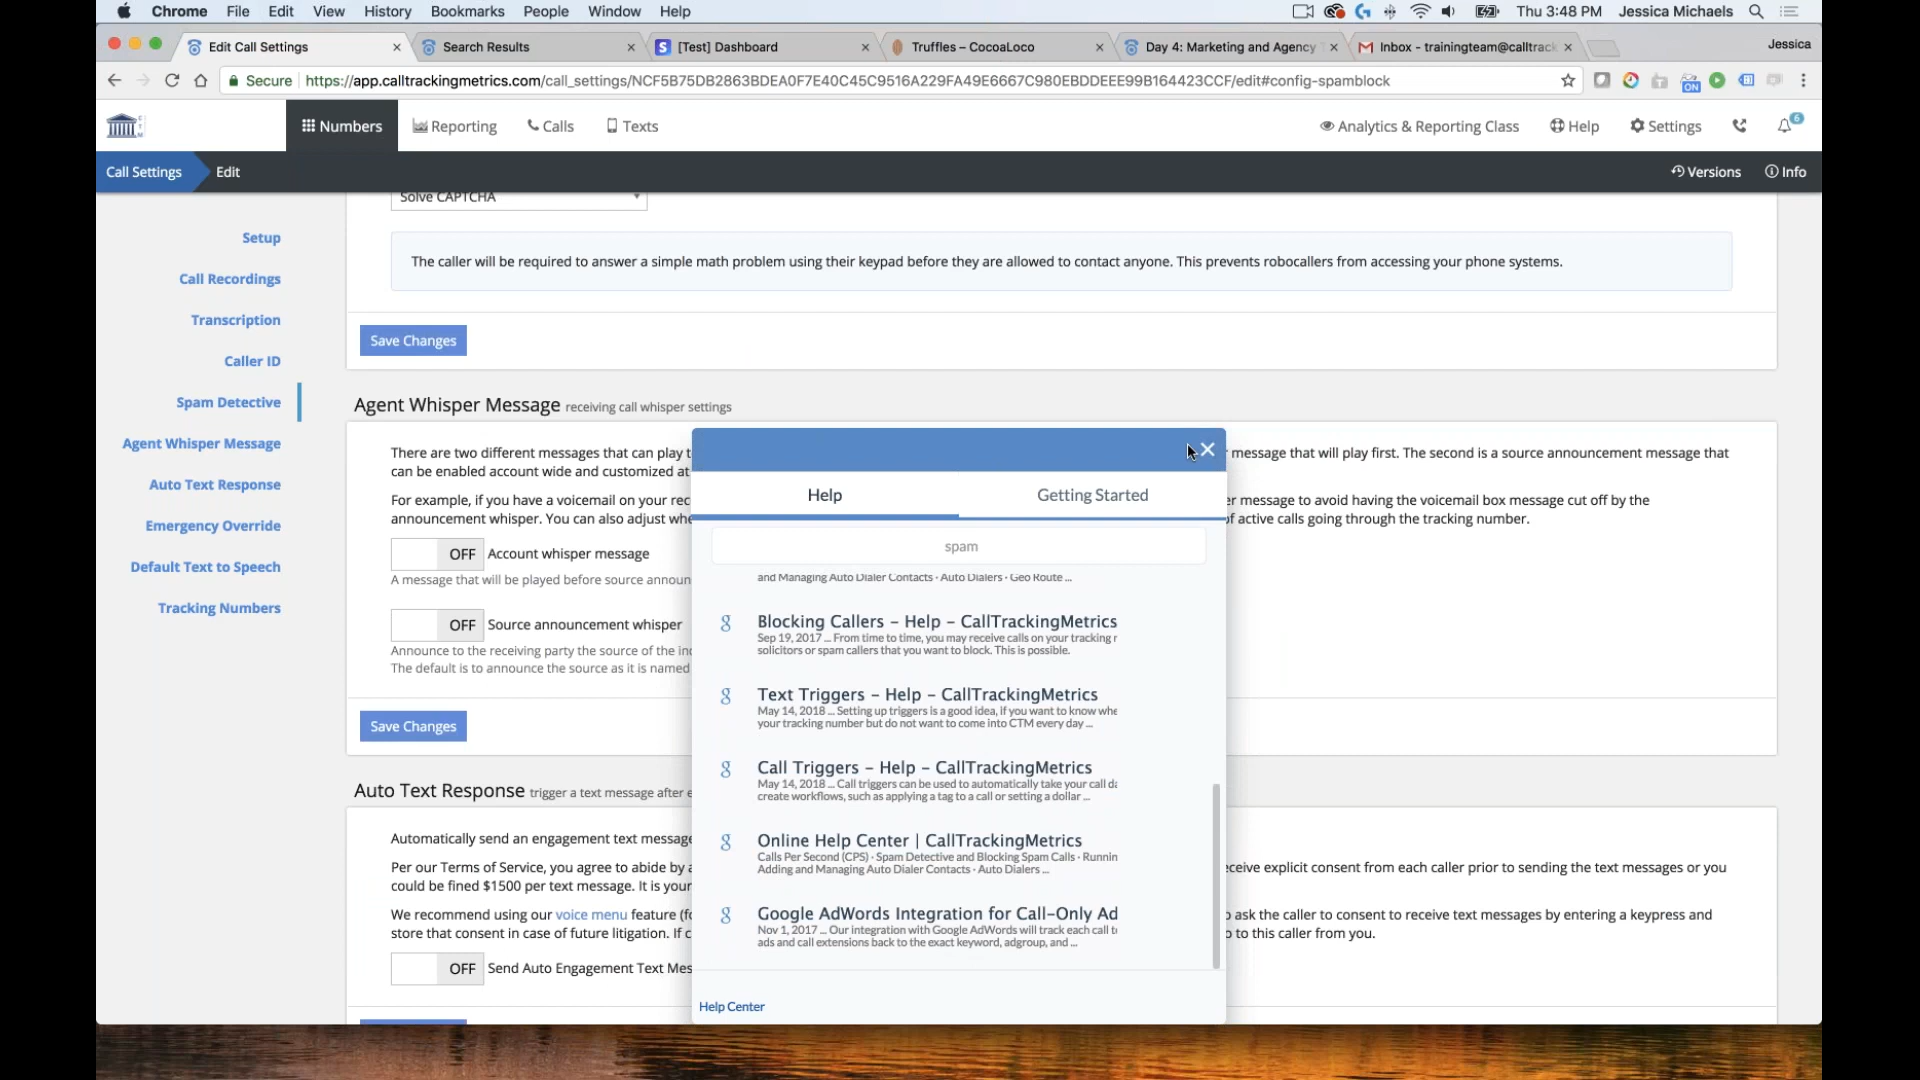 Chrome File Edit View History Bookmarks People Window Help Thu 3:48 PM Jessica Michaels
Edit Call Settings Search Results [Test] Dashboard Truffles – CocoaLoco Day 4: Marketing and Agency Inbox - trainingteam@calltrack Jessica
Secure https://app.calltrackingmetrics.com/call_settings/NCF5B75DB2863BDEA0F7E40C45C9516A229FA49E6667C980EBDDEEE99B164423CCF/edit#config-spamblock ON
Numbers Reporting Calls Texts Analytics & Reporting Class Help Settings 6
Call Settings Edit Versions Info
Solve CAPTCHA
The caller will be required to answer a simple math problem using their keypad before they are allowed to contact anyone. This prevents robocallers from accessing your phone systems.
Save Changes
Setup
Call Recordings
Transcription
Caller ID
Spam Detective
Agent Whisper Message
Auto Text Response
Emergency Override
Default Text to Speech
Tracking Numbers
Agent Whisper Message receiving call whisper settings
There are two different messages that can play t message that will play first. The second is a source announcement message that
can be enabled account wide and customized at
For example, if you have a voicemail on your rec er message to avoid having the voicemail box message cut off by the
announcement whisper. You can also adjust whe of active calls going through the tracking number.
OFF Account whisper message
A message that will be played before source announ
OFF Source announcement whisper
Announce to the receiving party the source of the in
The default is to announce the source as it is named
Save Changes
Auto Text Response trigger a text message after e
Automatically send an engagement text message
Per our Terms of Service, you agree to abide by a eceive explicit consent from each caller prior to sending the text messages or you
could be fined $1500 per text message. It is your
We recommend using our voice menu feature (fo o ask the caller to consent to receive text messages by entering a keypress and
store that consent in case of future litigation. If c o to this caller from you.
OFF Send Auto Engagement Text Mes
Help Getting Started
spam
and Managing Auto Dialer Contacts · Auto Dialers · Geo Route ...
Blocking Callers – Help – CallTrackingMetrics
Sep 19, 2017 ... From time to time, you may receive calls on your tracking r
solicitors or spam callers that you want to block. This is possible.
Text Triggers – Help – CallTrackingMetrics
May 14, 2018 ... Setting up triggers is a good idea, if you want to know whe
your tracking number but do not want to come into CTM every day ...
Call Triggers – Help – CallTrackingMetrics
May 14, 2018 ... Call triggers can be used to automatically take your call da
create workflows, such as applying a tag to a call or setting a dollar ...
Online Help Center | CallTrackingMetrics
Calls Per Second (CPS) · Spam Detective and Blocking Spam Calls · Runnin
Adding and Managing Auto Dialer Contacts · Auto Dialers ...
Google AdWords Integration for Call-Only Ad
Nov 1, 2017 ... Our integration with Google AdWords will track each call to
ads and call extensions back to the exact keyword, adgroup, and ...
Help Center